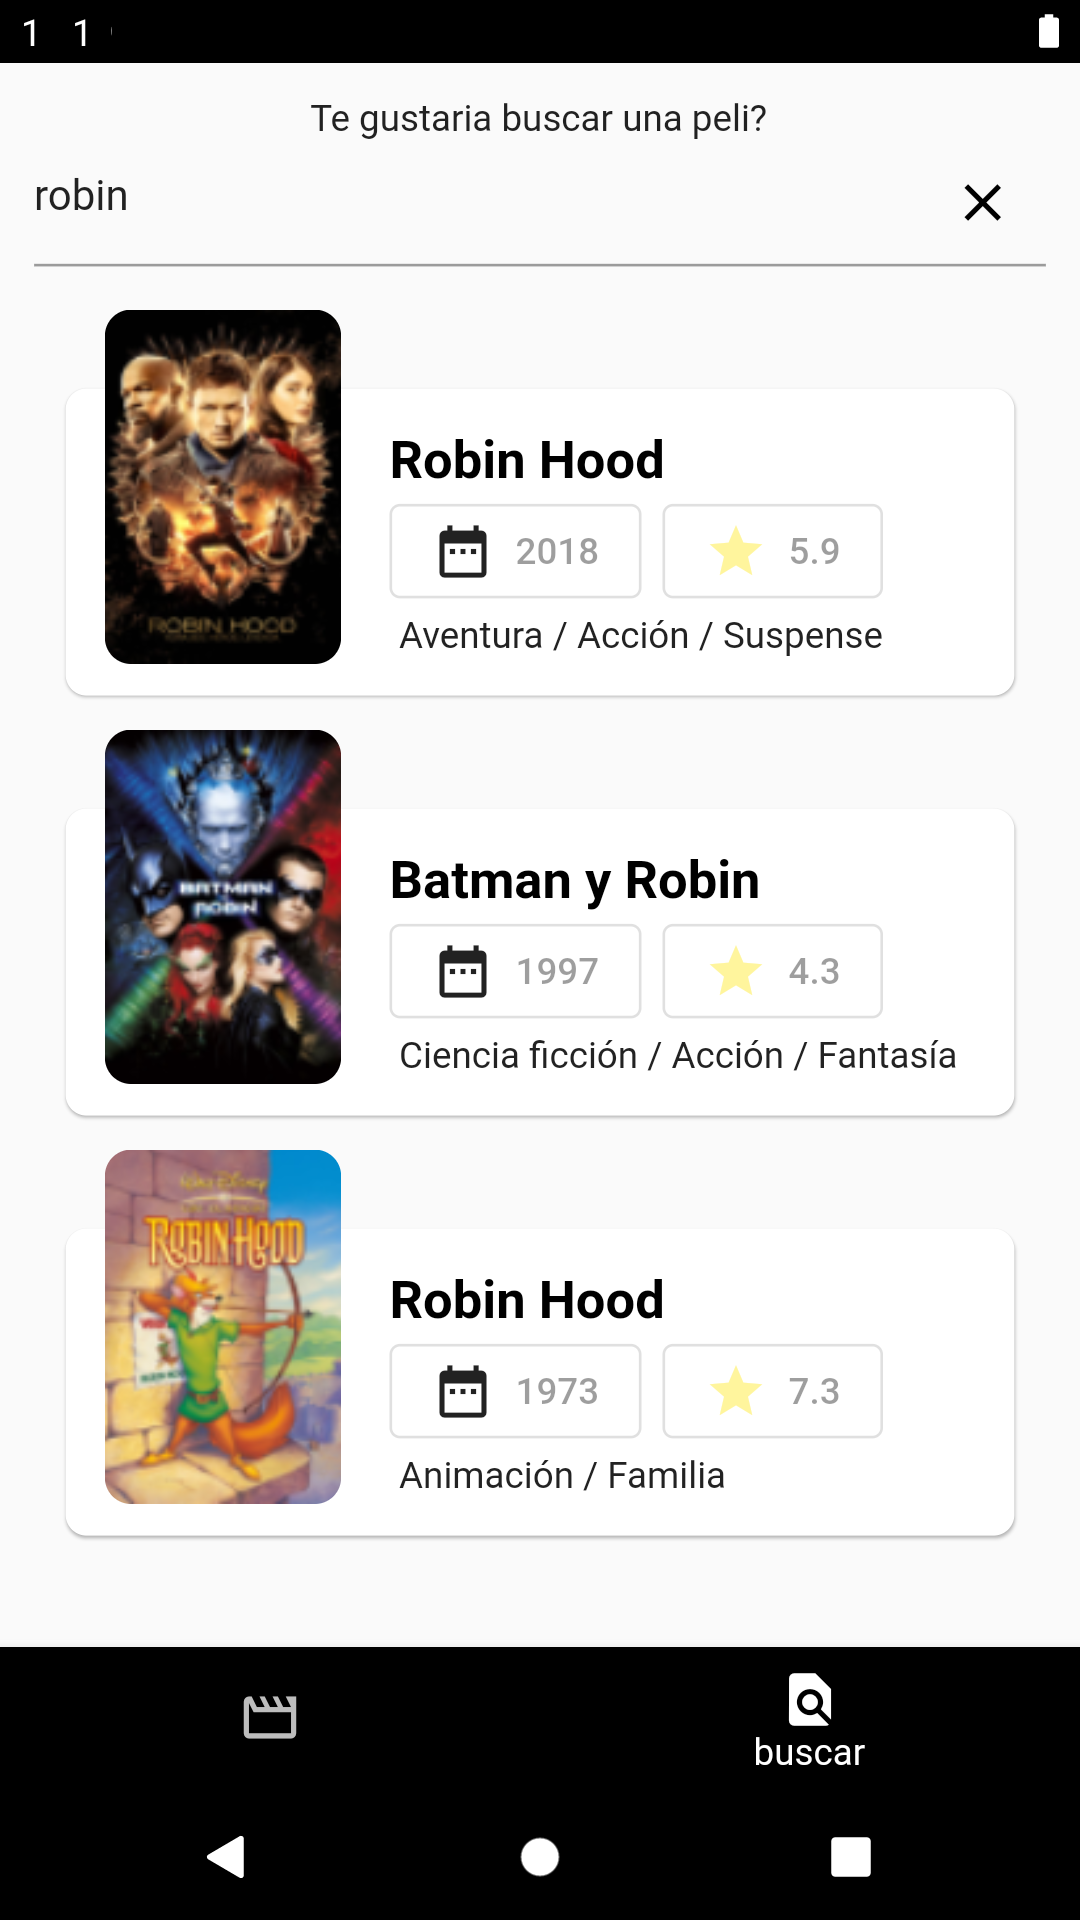 1 1
Te gustaria buscar una peli?
robin
ROBIN HOOD
Robin Hood
2018 5.9
Aventura / Acción / Suspense
BATMAN
ROBIN
Batman y Robin
1997 4.3
Ciencia ficción / Acción / Fantasía
Walt Disney
ROBIN HOOD
Robin Hood
1973 7.3
Animación / Familia
buscar